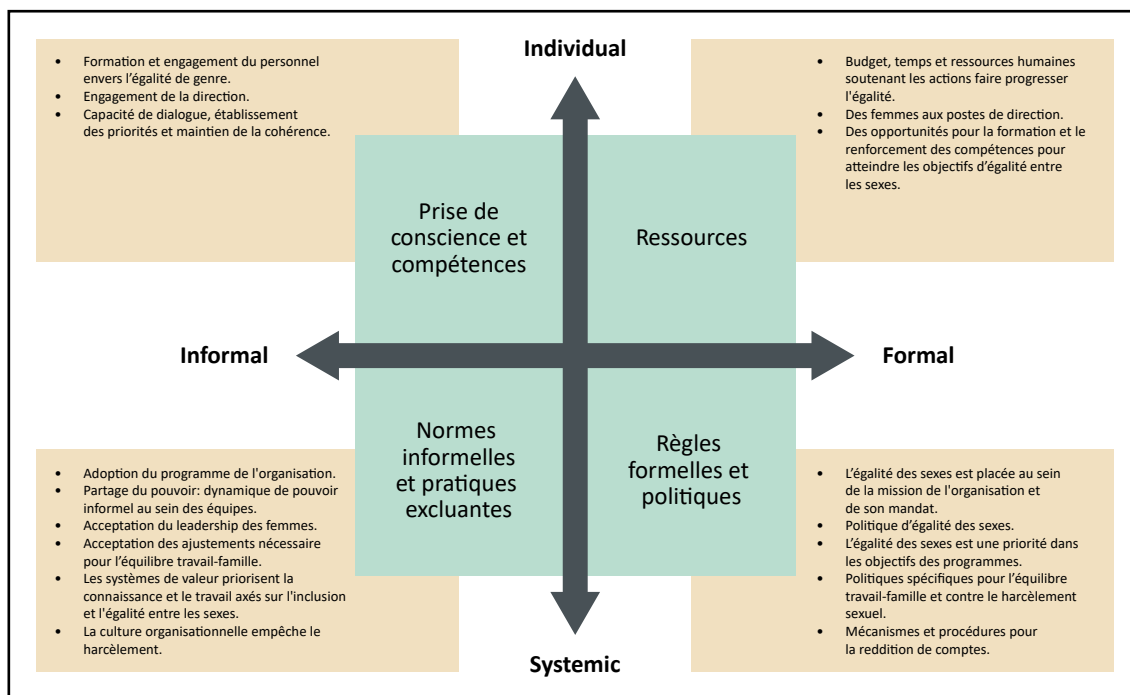 Individual
• Formation et engagement du personnel
envers l'égalité de genre.
• Engagement de la direction.
• Capacité de dialogue, établissement
des priorités et maintien de la cohérence.
• Budget, temps et ressources humaines
soutenant les actions faire progresser
l'égalité.
• Des femmes aux postes de direction.
• Des opportunités pour la formation et le
renforcement des compétences pour
atteindre les objectifs d'égalité entre
les sexes.
Prise de
conscience et
compétences
Ressources
Informal
Formal
Normes
informelles
et pratiques
excluantes
Règles
formelles et
politiques
• Adoption du programme de l'organisation.
• Partage du pouvoir: dynamique de pouvoir
informel au sein des équipes.
• Acceptation du leadership des femmes.
• Acceptation des ajustements nécessaire
pour l'équilibre travail-famille.
• Les systèmes de valeur priorisent la
connaissance et le travail axés sur l'inclusion
et l'égalité entre les sexes.
• La culture organisationnelle empêche le
harcèlement.
• L'égalité des sexes est placée au sein
de la mission de l'organisation et
de son mandat.
• Politique d'égalité des sexes.
• L'égalité des sexes est une priorité dans
les objectifs des programmes.
• Politiques spécifiques pour l'équilibre
travail-famille et contre le harcèlement
sexuel.
• Mécanismes et procédures pour
la reddition de comptes.
Systemic